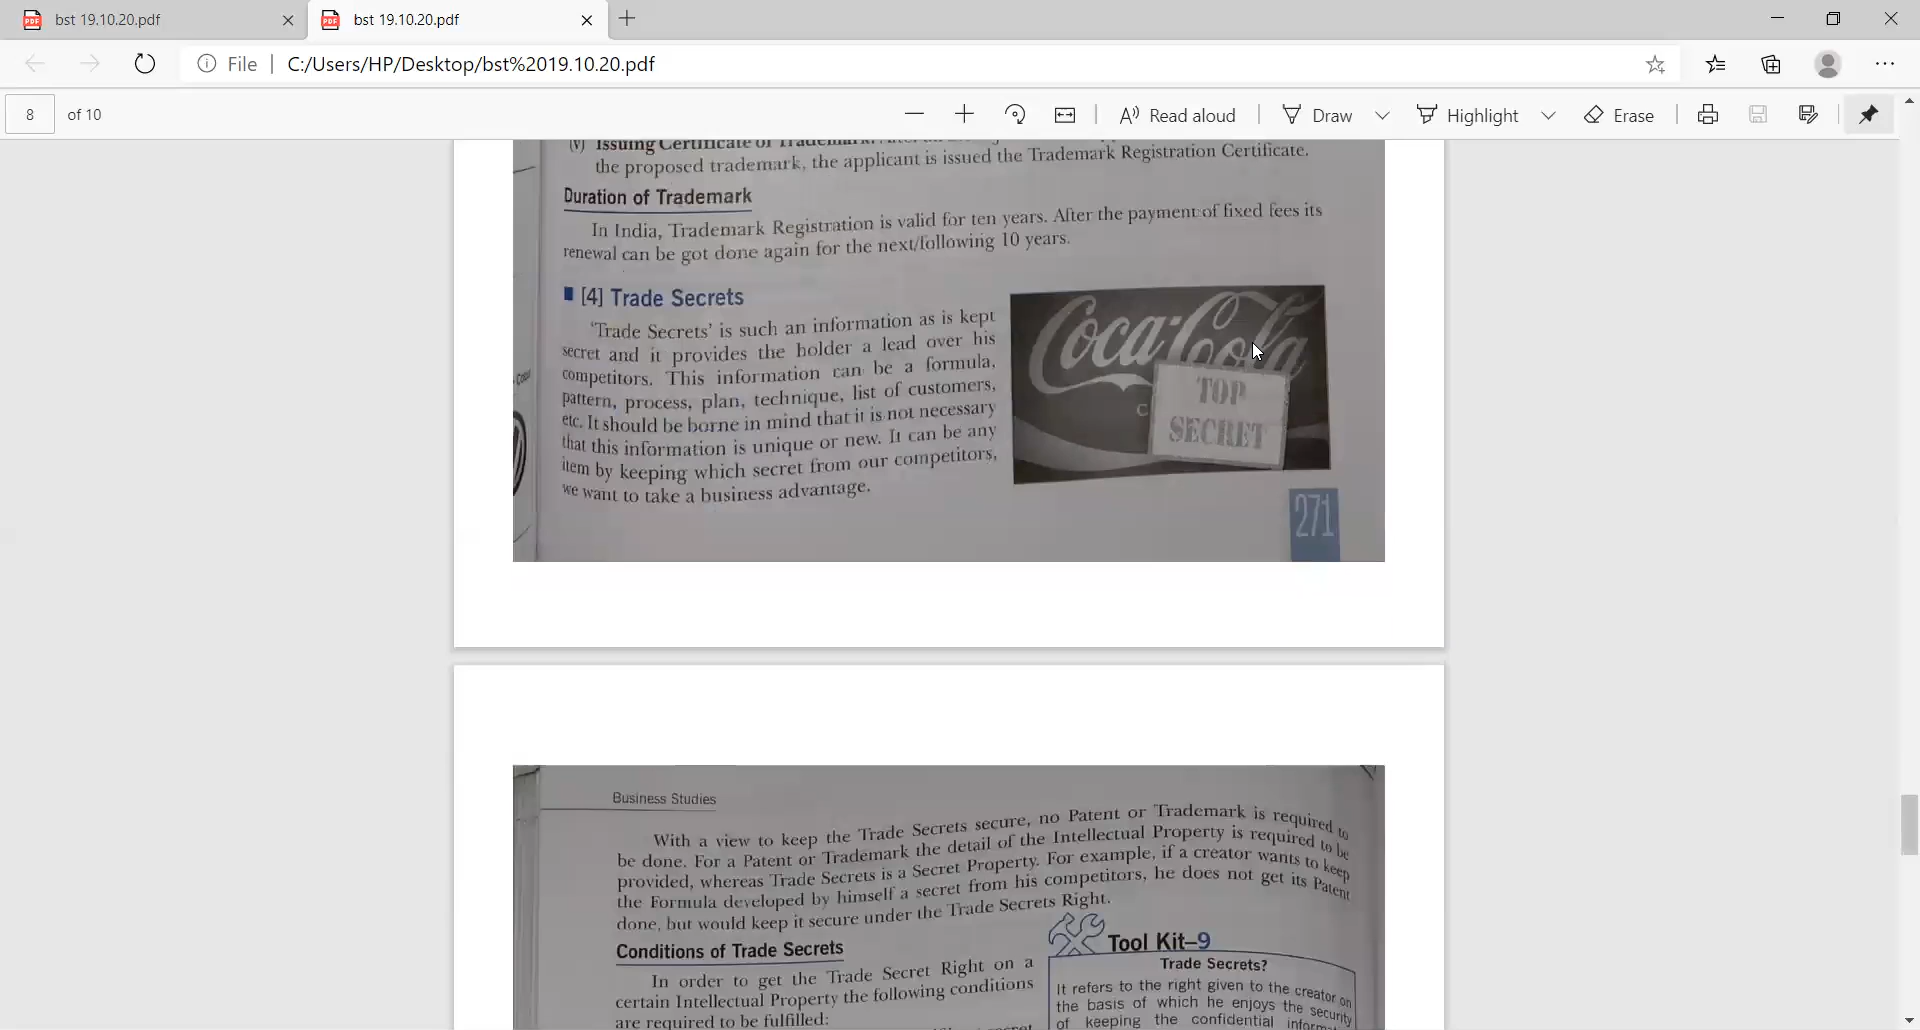 bst 19.10.20.pdf
bst 19.10.20.pdf
File
C:/Users/HP/Desktop/bst%2019.10.20.pdf
8 of 10
Read aloud
Draw
Highlight
Erase
(v) Issuing Certificate of Trademark:
the proposed trademark, the applicant is issued the Trademark Registration Certificate.
Duration of Trademark
In India, Trademark Registration is valid for ten years. After the payment of fixed fees its
renewal can be got done again for the next/following 10 years.
[4] Trade Secrets
'Trade Secrets' is such an information as is kept
secret and it provides the holder a lead over his
competitors. This information can be a formula,
pattern, process, plan, technique, list of customers,
etc. It should be borne in mind that it is not necessary
that this information is unique or new. It can be any
item by keeping which secret from our competitors,
we want to take a business advantage.
Coca-Cola
TOP
SECRET
271
Business Studies
With a view to keep the Trade Secrets secure, no Patent or Trademark is required to
be done. For a Patent or Trademark the detail of the Intellectual Property is required to be
provided, whereas Trade Secrets is a Secret Property. For example, if a creator wants to keep
the Formula developed by himself a secret from his competitors, he does not get its Patent
done, but would keep it secure under the Trade Secrets Right.
Conditions of Trade Secrets
In order to get the Trade Secret Right on a
certain Intellectual Property the following conditions
are required to be fulfilled:
Tool Kit–9
Trade Secrets?
It refers to the right given to the creator on
the basis of which he enjoys the security
of keeping the confidential